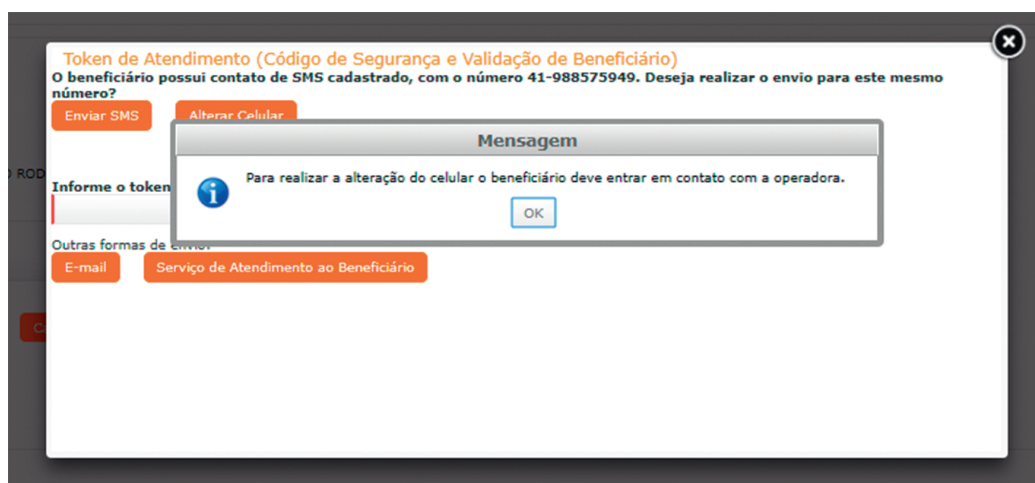 Token de Atendimento (Código de Segurança e Validação de Beneficiário)
O beneficiário possui contato de SMS cadastrado, com o número 41-988575949. Deseja realizar o envio para este mesmo
número?
Enviar SMS
Alterar Celular
Mensagem
Para realizar a alteração do celular o beneficiário deve entrar em contato com a operadora.
OK
ROD
Informe o token
Outras formas de
E-mail
Serviço de Atendimento ao Beneficiário